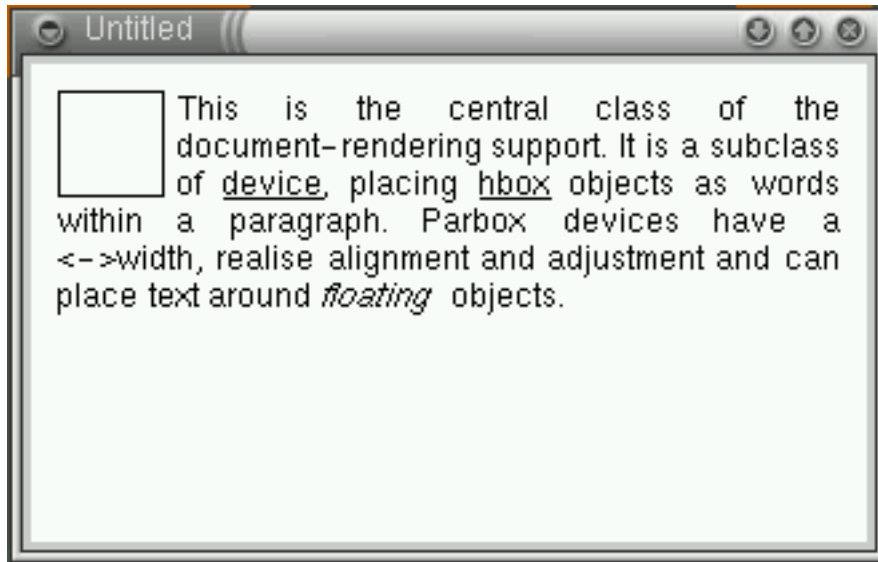 Untitled
This is the central class of the
document-rendering support. It is a subclass
of device, placing hbox objects as words
within a paragraph. Parbox devices have a
<->width, realise alignment and adjustment and can
place text around floating objects.